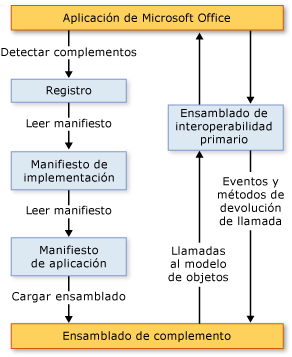 Aplicación de Microsoft Office
Detectar complementos
Registro
Leer manifiesto
Manifiesto de
implementación
Leer manifiesto
Manifiesto
de aplicación
Cargar ensamblado
Ensamblado de
interoperabilidad
primario
Eventos y
métodos de
devolución
de llamada
Llamadas
al modelo
de objetos
Ensamblado de complemento